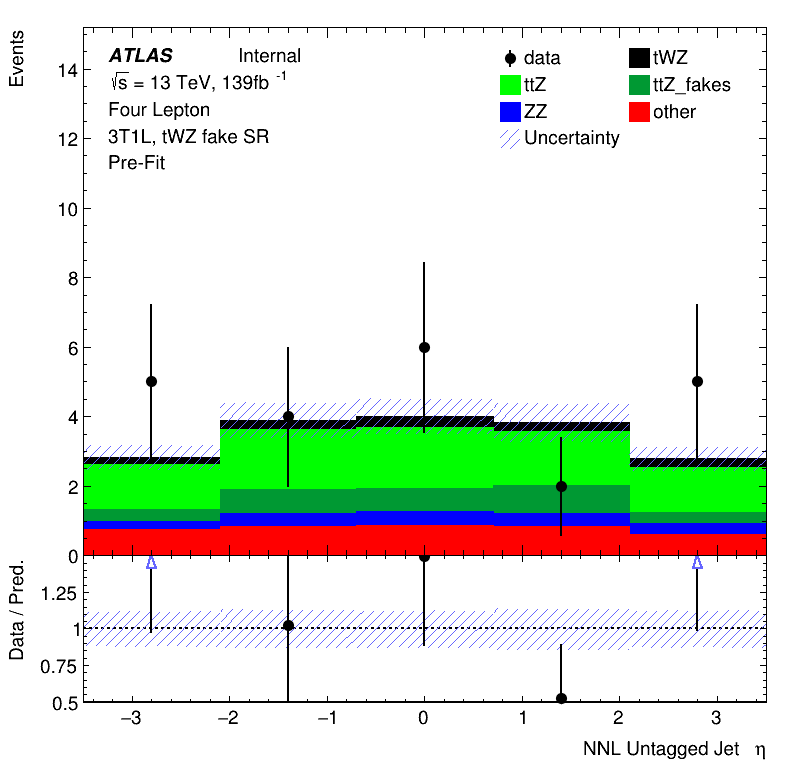 Events
ATLAS Internal
√s = 13 TeV, 139fb -1
Four Lepton
3T1L, tWZ fake SR
Pre-Fit
data tWZ
ttZ ttZ_fakes
ZZ other
Uncertainty
14
12
10
8
6
4
2
0
Data / Pred.
1.25
1
0.75
0.5
−3 −2 −1 0 1 2 3
NNL Untagged Jet η